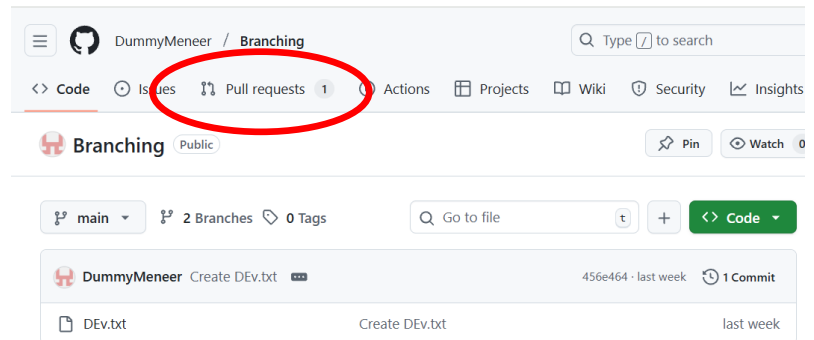 DummyMeneer / Branching
Type / to search
Code Issues Pull requests 1 Actions Projects Wiki Security Insights
Branching Public
Pin Watch 0
main 2 Branches 0 Tags
Go to file t
Code
DummyMeneer Create DEv.txt 456e464 · last week 1 Commit
DEv.txt Create DEv.txt last week